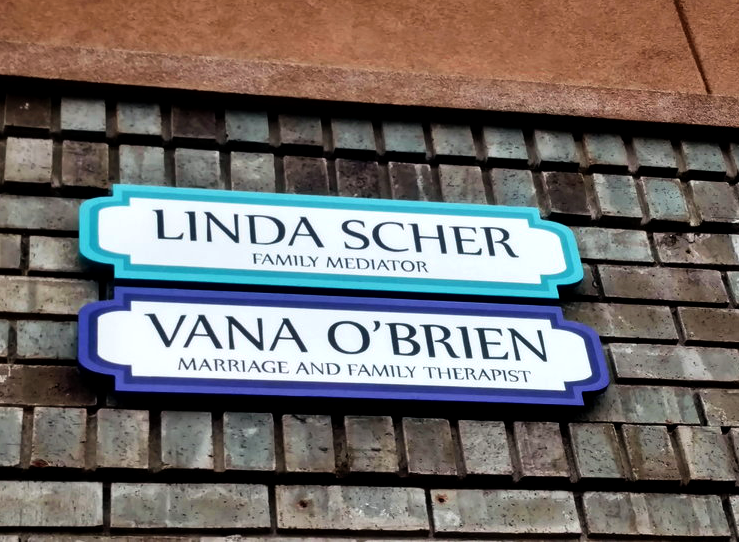 LINDA SCHER
FAMILY MEDIATOR
VANA O'BRIEN
MARRIAGE AND FAMILY THERAPIST